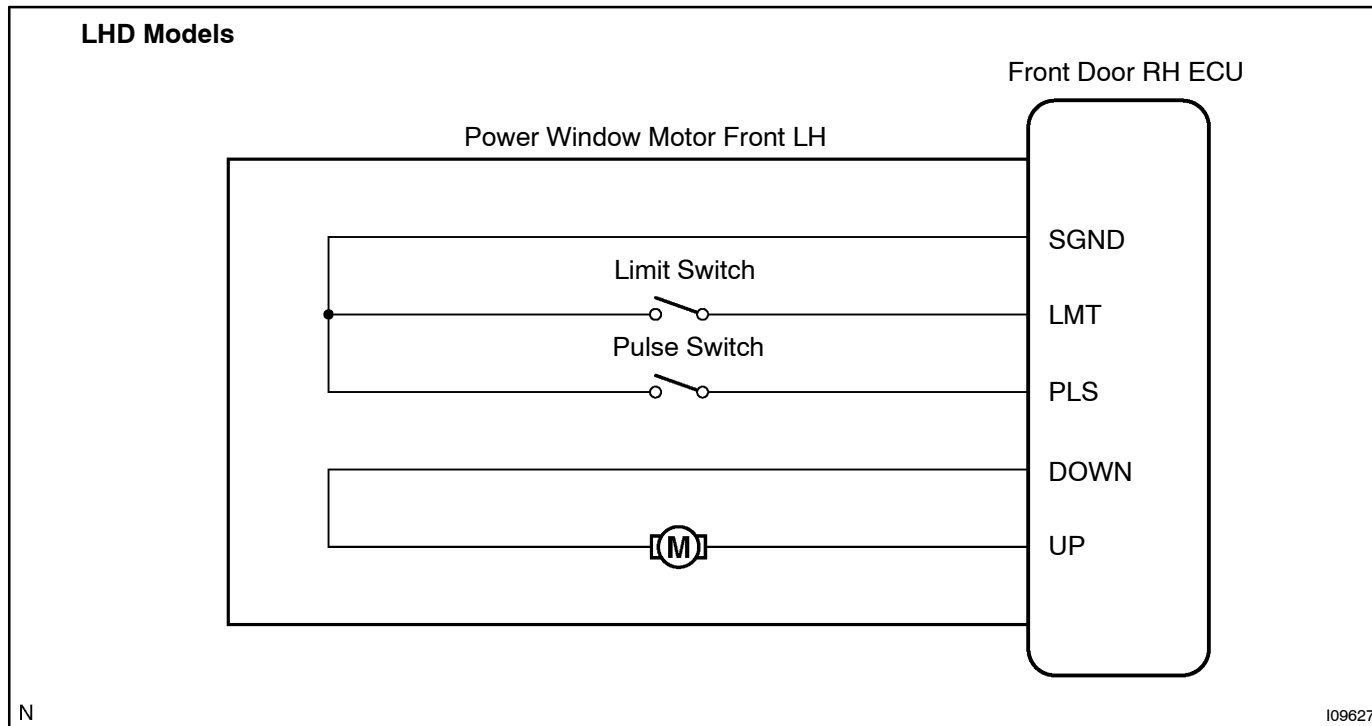 LHD Models
Front Door RH ECU
Power Window Motor Front LH
SGND
Limit Switch
LMT
Pulse Switch
PLS
DOWN
M
UP
N
I09627